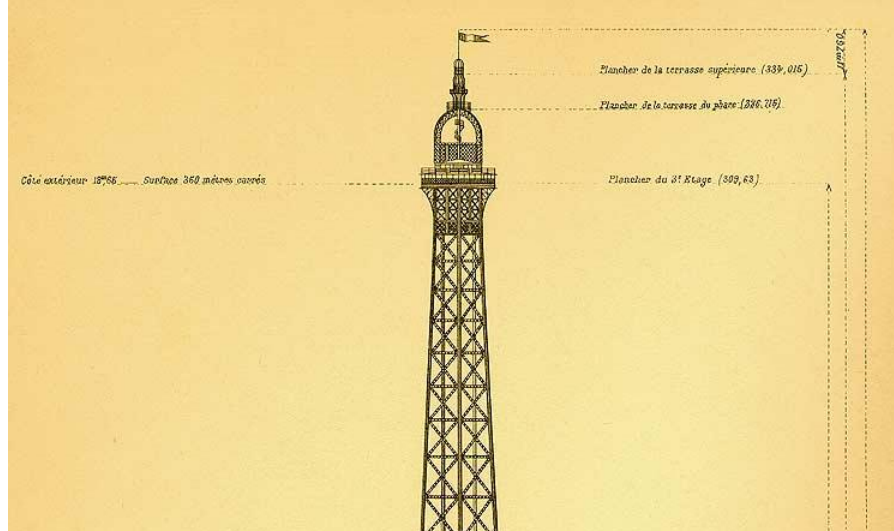 Plancher de la terrasse supérieure (334,015)
Plancher de la terrasse du phare (326,715)
Côté extérieur 18m65 Surface 350 mètres carrés
Plancher du 3e Etage (309,63)